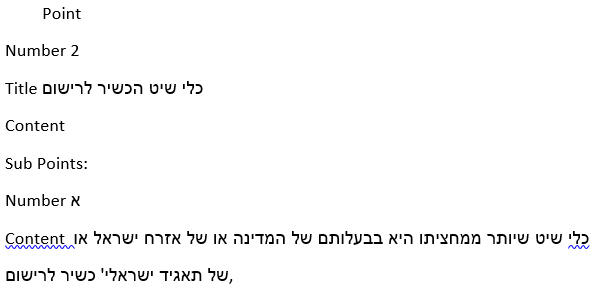 Point
Number 2
Title כלי שיט הכשיר לרישום
Content
Sub Points:
Number א
Content כלי שיט שיותר ממחציתו היא בבעלותם של המדינה או של אזרח ישראל או
של תאגיד ישראלי' כשיר לרישום,